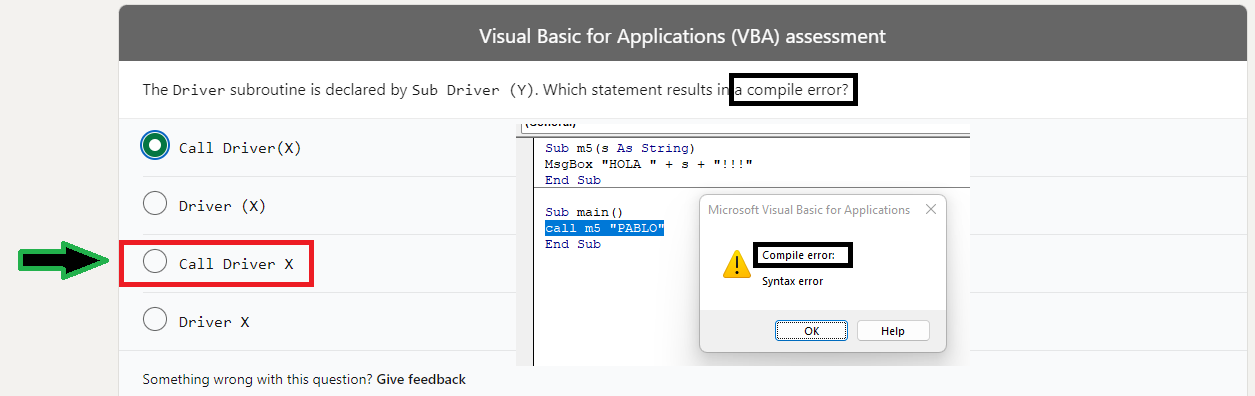 Visual Basic for Applications (VBA) assessment
The Driver subroutine is declared by Sub Driver (Y). Which statement results in a compile error?
(General)
Call Driver(X)
Driver (X)
Call Driver X
Driver X
Sub m5(s As String)
MsgBox "HOLA " + s + "!!!"
End Sub
Sub main()
call m5 "PABLO"
End Sub
Microsoft Visual Basic for Applications
Compile error:
Syntax error
OK
Help
Something wrong with this question? Give feedback